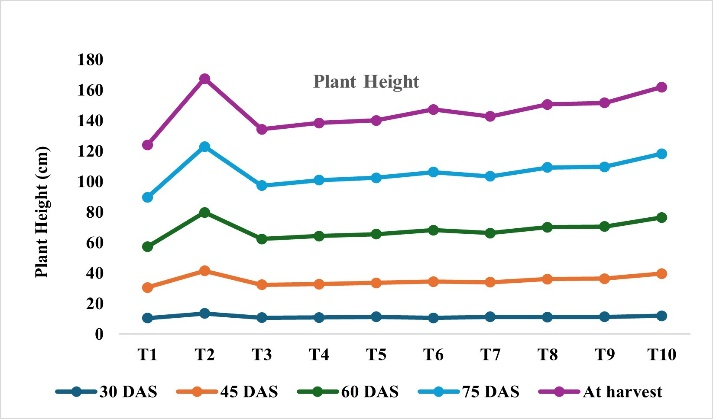 Plant Height
Plant Height (cm)
180
160
140
120
100
80
60
40
20
0
T1 T2 T3 T4 T5 T6 T7 T8 T9 T10
30 DAS 45 DAS 60 DAS 75 DAS At harvest